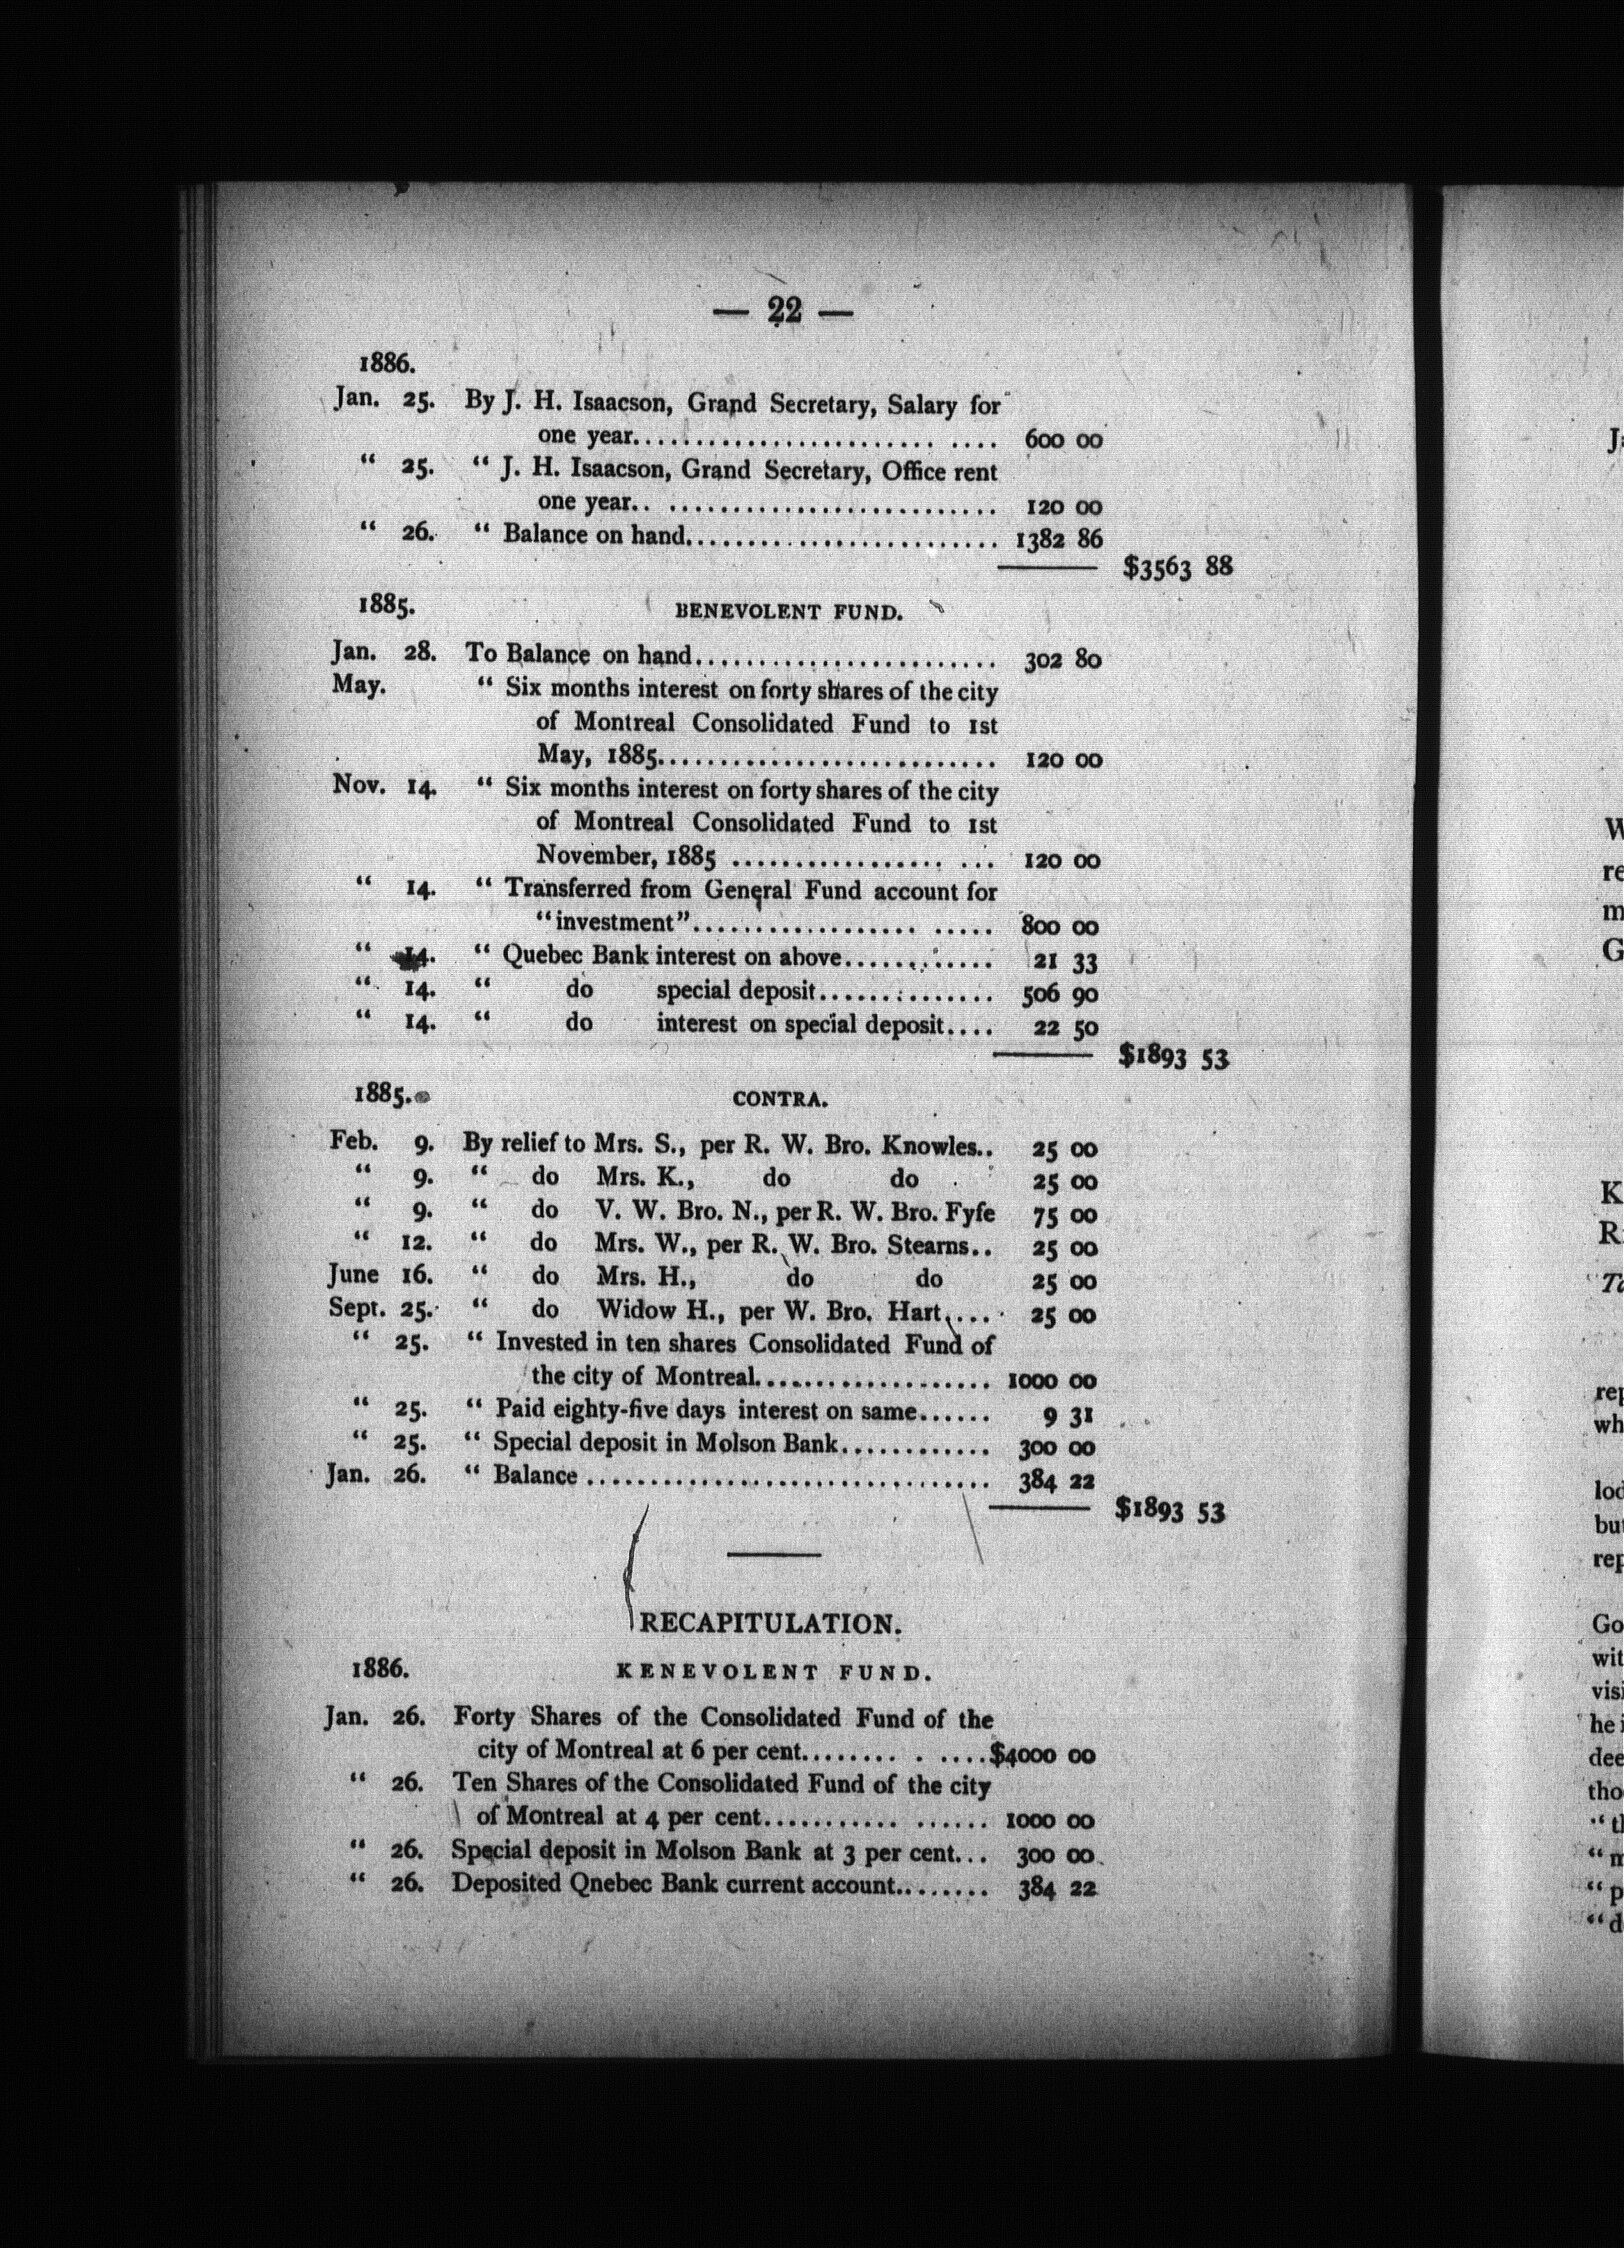 — 22 —
1886.
Jan. 25. By J. H. Isaacson, Grand Secretary, Salary for
one year........................ .... 600 00
" 25. " J. H. Isaacson, Grand Secretary, Office rent
one year.. .......................... 120 00
" 26. " Balance on hand......................... 1382 86
$3563 88
1885. BENEVOLENT FUND.
Jan. 28. To Balance on hand........................ 302 80
May. " Six months interest on forty shares of the city
of Montreal Consolidated Fund to 1st
May, 1885........................... 120 00
Nov. 14. " Six months interest on forty shares of the city
of Montreal Consolidated Fund to 1st
November, 1885 ................. ... 120 00
" 14. " Transferred from General Fund account for
"investment".................. ..... 800 00
" 14. " Quebec Bank interest on above............ 21 33
" 14. " do special deposit.............. 506 90
" 14. " do interest on special deposit.... 22 50
$1893 53
1885. CONTRA.
Feb. 9. By relief to Mrs. S., per R. W. Bro. Knowles.. 25 00
" 9. " do Mrs. K., do do 25 00
" 9. " do V. W. Bro. N., per R. W. Bro. Fyfe 75 00
" 12. " do Mrs. W., per R. W. Bro. Stearns.. 25 00
June 16. " do Mrs. H., do do 25 00
Sept. 25. " do Widow H., per W. Bro. Hart.... 25 00
" 25. " Invested in ten shares Consolidated Fund of
the city of Montreal................... 1000 00
" 25. " Paid eighty-five days interest on same...... 9 31
" 25. " Special deposit in Molson Bank............ 300 00
Jan. 26. " Balance ................................ 384 22
$1893 53
RECAPITULATION.
1886. KENEVOLENT FUND.
Jan. 26. Forty Shares of the Consolidated Fund of the
city of Montreal at 6 per cent........ . ....$4000 00
" 26. Ten Shares of the Consolidated Fund of the city
of Montreal at 4 per cent........... ...... 1000 00
" 26. Special deposit in Molson Bank at 3 per cent... 300 00
" 26. Deposited Qnebec Bank current account........ 384 22